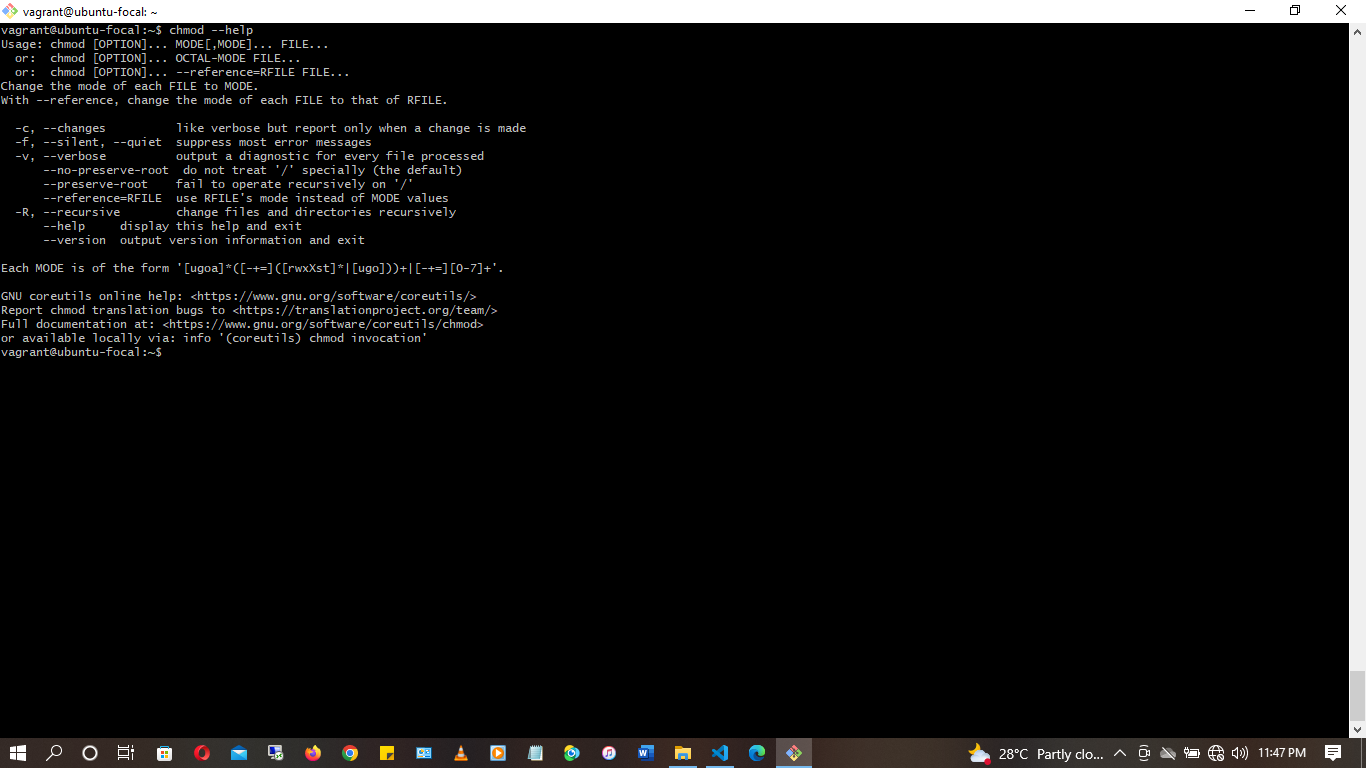 vagrant@ubuntu-focal: ~
vagrant@ubuntu-focal:~$ chmod --help
Usage: chmod [OPTION]... MODE[,MODE]... FILE...
  or:  chmod [OPTION]... OCTAL-MODE FILE...
  or:  chmod [OPTION]... --reference=RFILE FILE...
Change the mode of each FILE to MODE.
With --reference, change the mode of each FILE to that of RFILE.

  -c, --changes          like verbose but report only when a change is made
  -f, --silent, --quiet  suppress most error messages
  -v, --verbose          output a diagnostic for every file processed
      --no-preserve-root  do not treat '/' specially (the default)
      --preserve-root    fail to operate recursively on '/'
      --reference=RFILE  use RFILE's mode instead of MODE values
  -R, --recursive        change files and directories recursively
      --help     display this help and exit
      --version  output version information and exit

Each MODE is of the form '[ugoa]*([-+=]([rwxXst]*|[ugo]))+|[-+=][0-7]+'.

GNU coreutils online help: <https://www.gnu.org/software/coreutils/>
Report chmod translation bugs to <https://translationproject.org/team/>
Full documentation at: <https://www.gnu.org/software/coreutils/chmod>
or available locally via: info '(coreutils) chmod invocation'
vagrant@ubuntu-focal:~$
28°C Partly clo... 11:47 PM